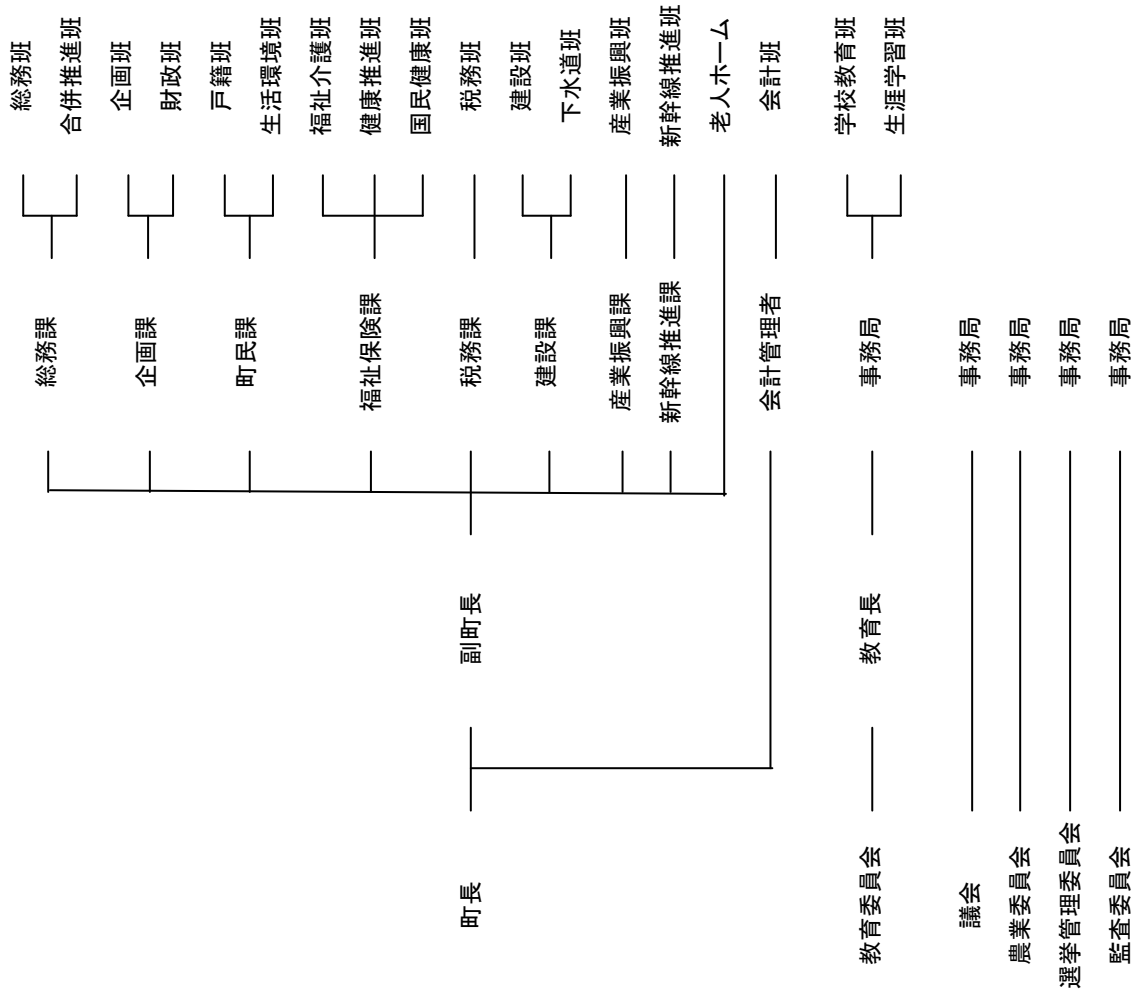 町長
副町長
総務課
総務班
合併推進班
企画課
企画班
財政班
町民課
戸籍班
生活環境班
福祉保険課
福祉介護班
健康推進班
国民健康班
税務課
税務班
建設課
建設班
下水道班
産業振興課
産業振興班
新幹線推進課
新幹線推進班
老人ホーム
会計管理者
会計班
教育委員会
教育長
事務局
学校教育班
生涯学習班
議会
事務局
農業委員会
事務局
選挙管理委員会
事務局
監査委員会
事務局